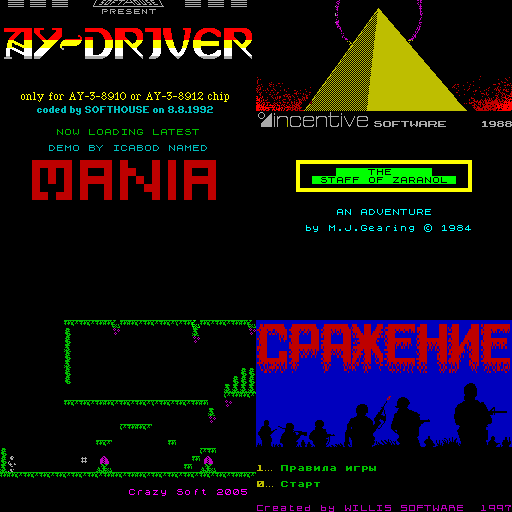 SOFTHOUSE
PRESENT
AY-DRIVER
only for AY-3-8910 or AY-3-8912 chip
coded by SOFTHOUSE on 8.8.1992
NOW LOADING LATEST
DEMO BY ICABOD NAMED
MANIA
incentive SOFTWARE 1988
THE
STAFF OF ZARANOL
AN ADVENTURE
by M.J.Gearing © 1984
Crazy Soft 2005
СРАЖЕНИЕ
1... Правила игры
0... Старт
Created by WILLIS SOFTWARE 1997